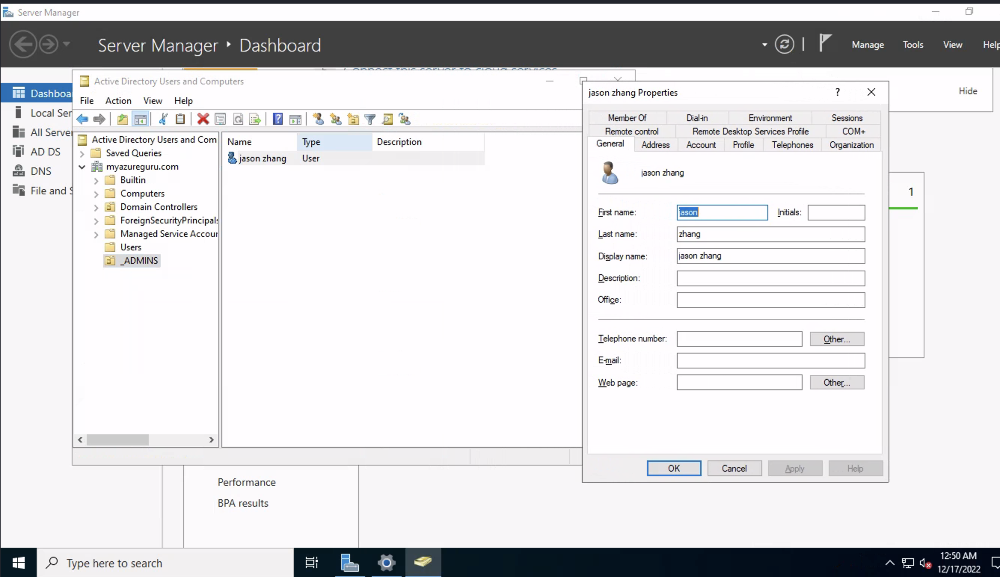 Server Manager
Server Manager ‣ Dashboard
Manage Tools View Help
Hide
Dashboar
Local Ser
All Server
AD DS
DNS
File and S
Active Directory Users and Computers
File Action View Help
Active Directory Users and Com
Saved Queries
myazureguru.com
Builtin
Computers
Domain Controllers
ForeignSecurityPrincipals
Managed Service Accour
Users
_ADMINS
Name Type Description
jason zhang User
jason zhang Properties
? 
Member Of Dial-in Environment Sessions
Remote control Remote Desktop Services Profile COM+
General Address Account Profile Telephones Organization
jason zhang
First name: jason Initials:
Last name: zhang
Display name: jason zhang
Description:
Office:
Telephone number: Other...
E-mail:
Web page: Other...
OK Cancel Apply Help
1
Performance
BPA results
Type here to search
12:50 AM
12/17/2022